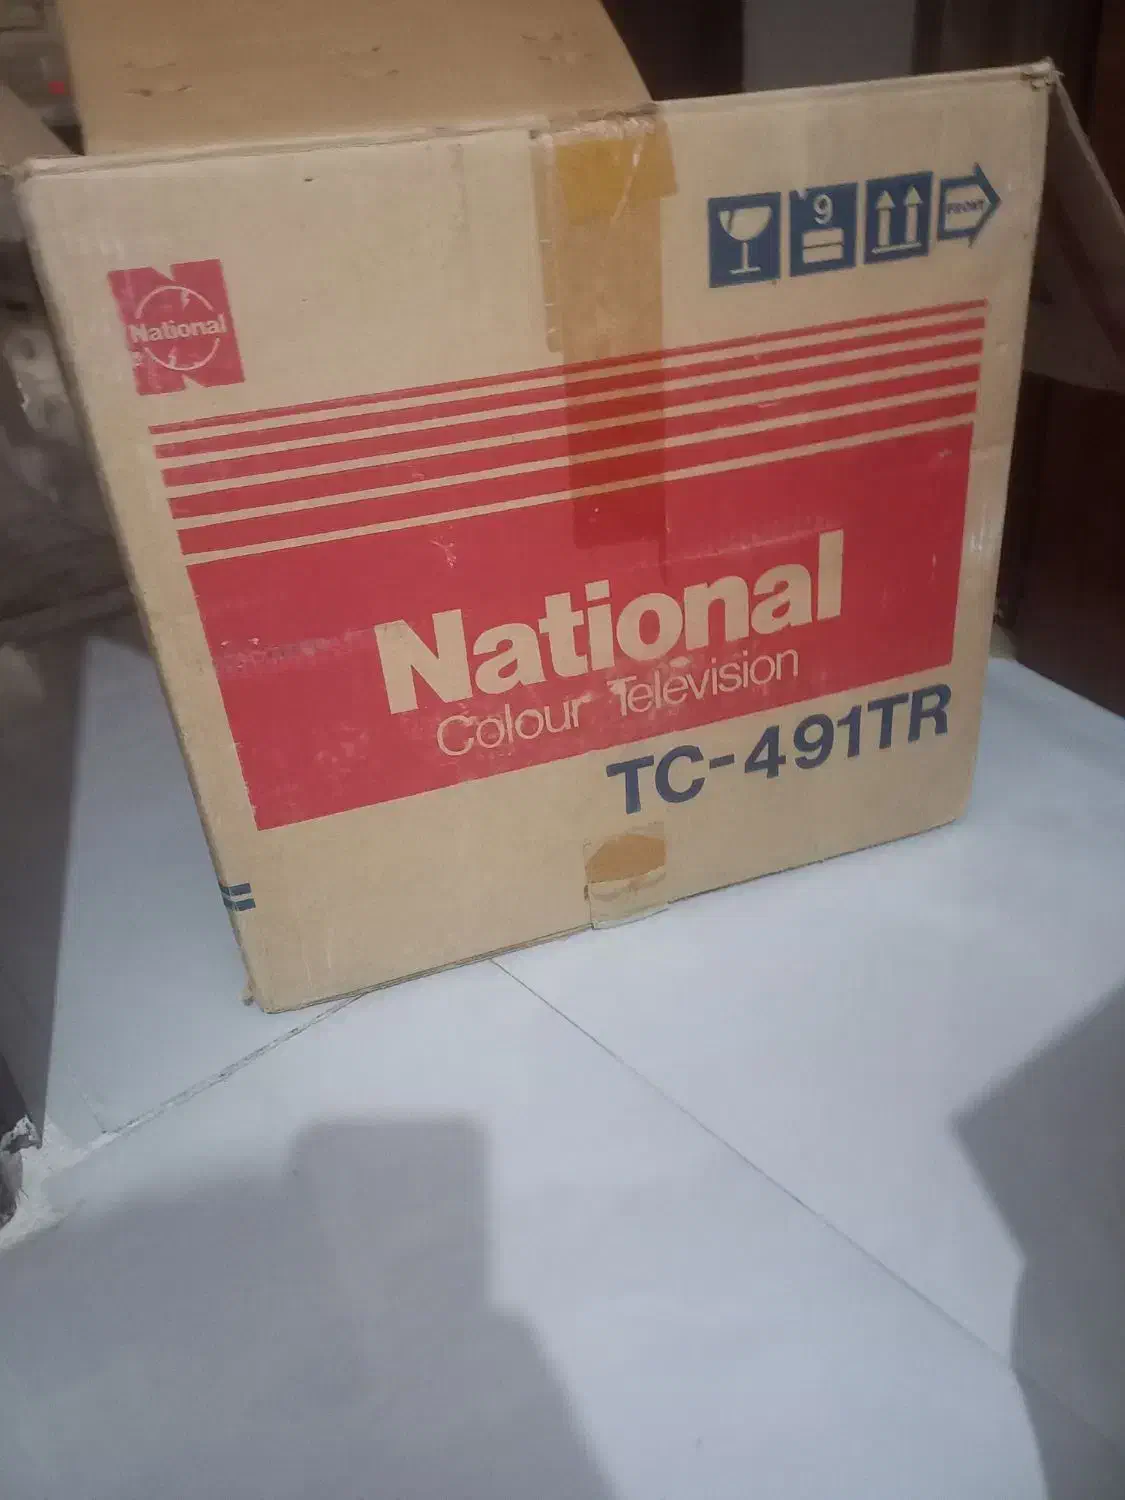 National
9
FRONT
National
Colour Television
TC-491TR